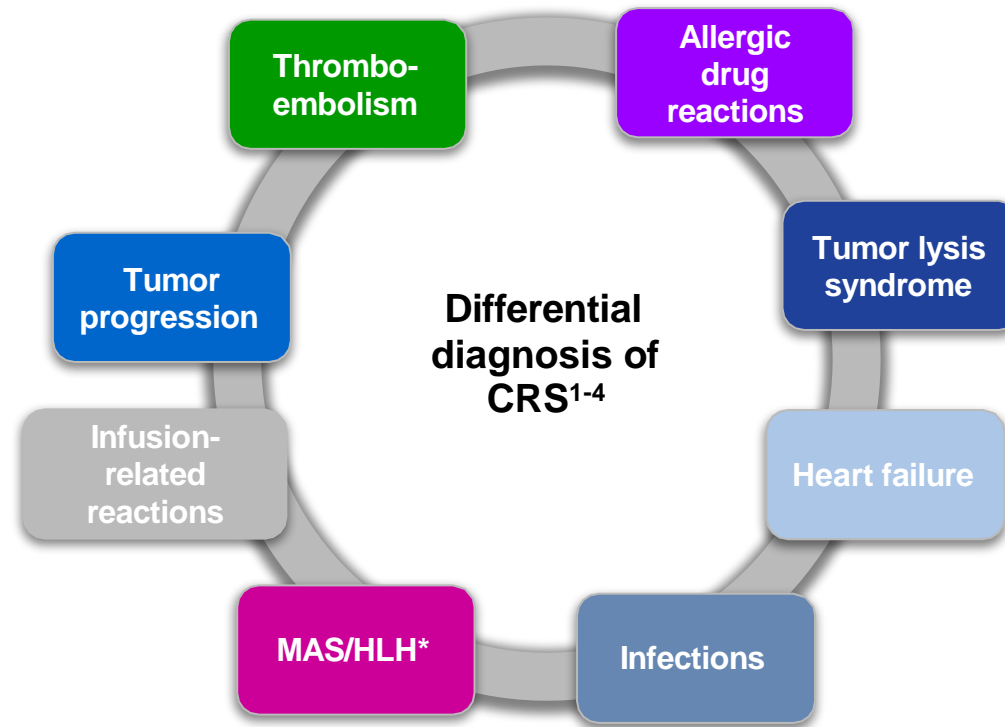 Thrombo-
embolism
Allergic
drug
reactions
Tumor
progression
Tumor lysis
syndrome
Differential
diagnosis of
CRS1-4
Infusion-
related
reactions
Heart failure
MAS/HLH*
Infections